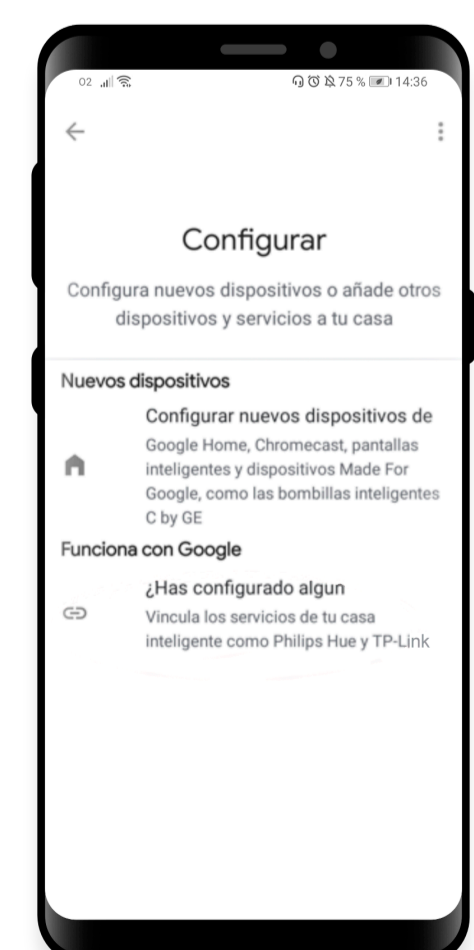 O2 75 % 14:36
Configurar
Configura nuevos dispositivos o añade otros
dispositivos y servicios a tu casa
Nuevos dispositivos
Configurar nuevos dispositivos de
Google Home, Chromecast, pantallas
inteligentes y dispositivos Made For
Google, como las bombillas inteligentes
C by GE
Funciona con Google
¿Has configurado algun
Vincula los servicios de tu casa
inteligente como Philips Hue y TP-Link